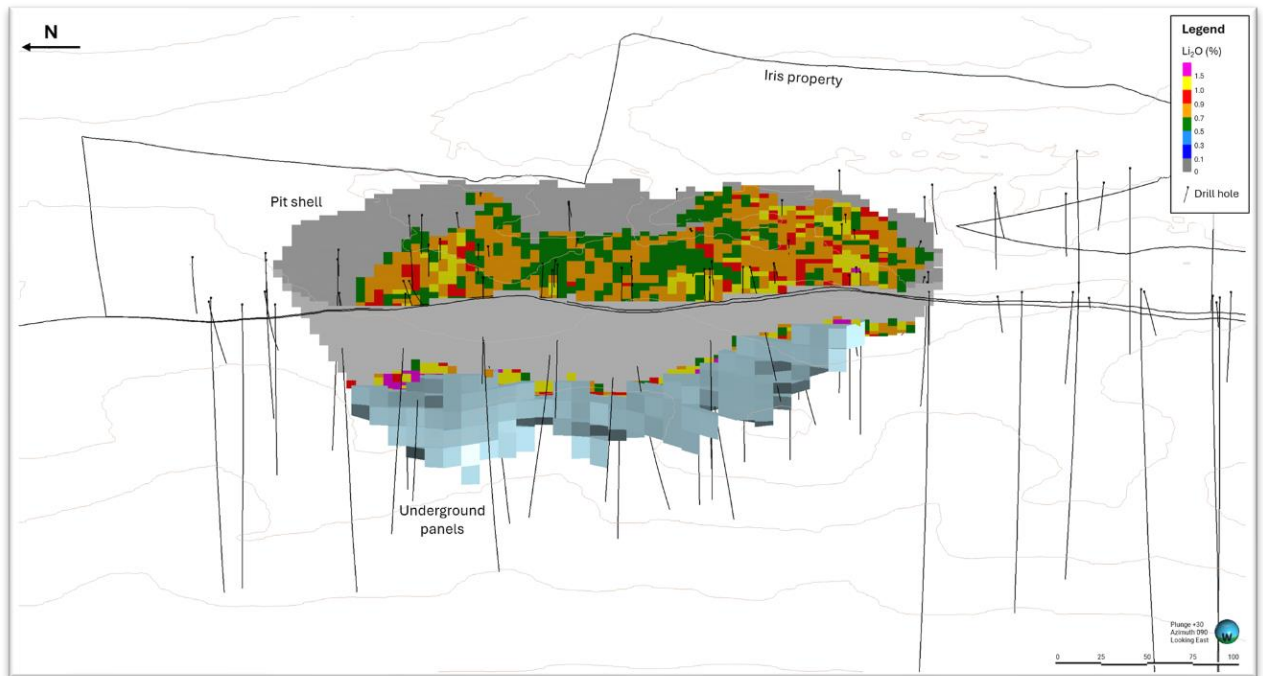 N
Iris property
Pit shell
Underground
panels
Legend
Li₂O (%)
1.5
1.0
0.9
0.7
0.5
0.3
0.1
0
Drill hole
Plunge +30
Azimuth 090
Looking East
W
0 25 50 75 100